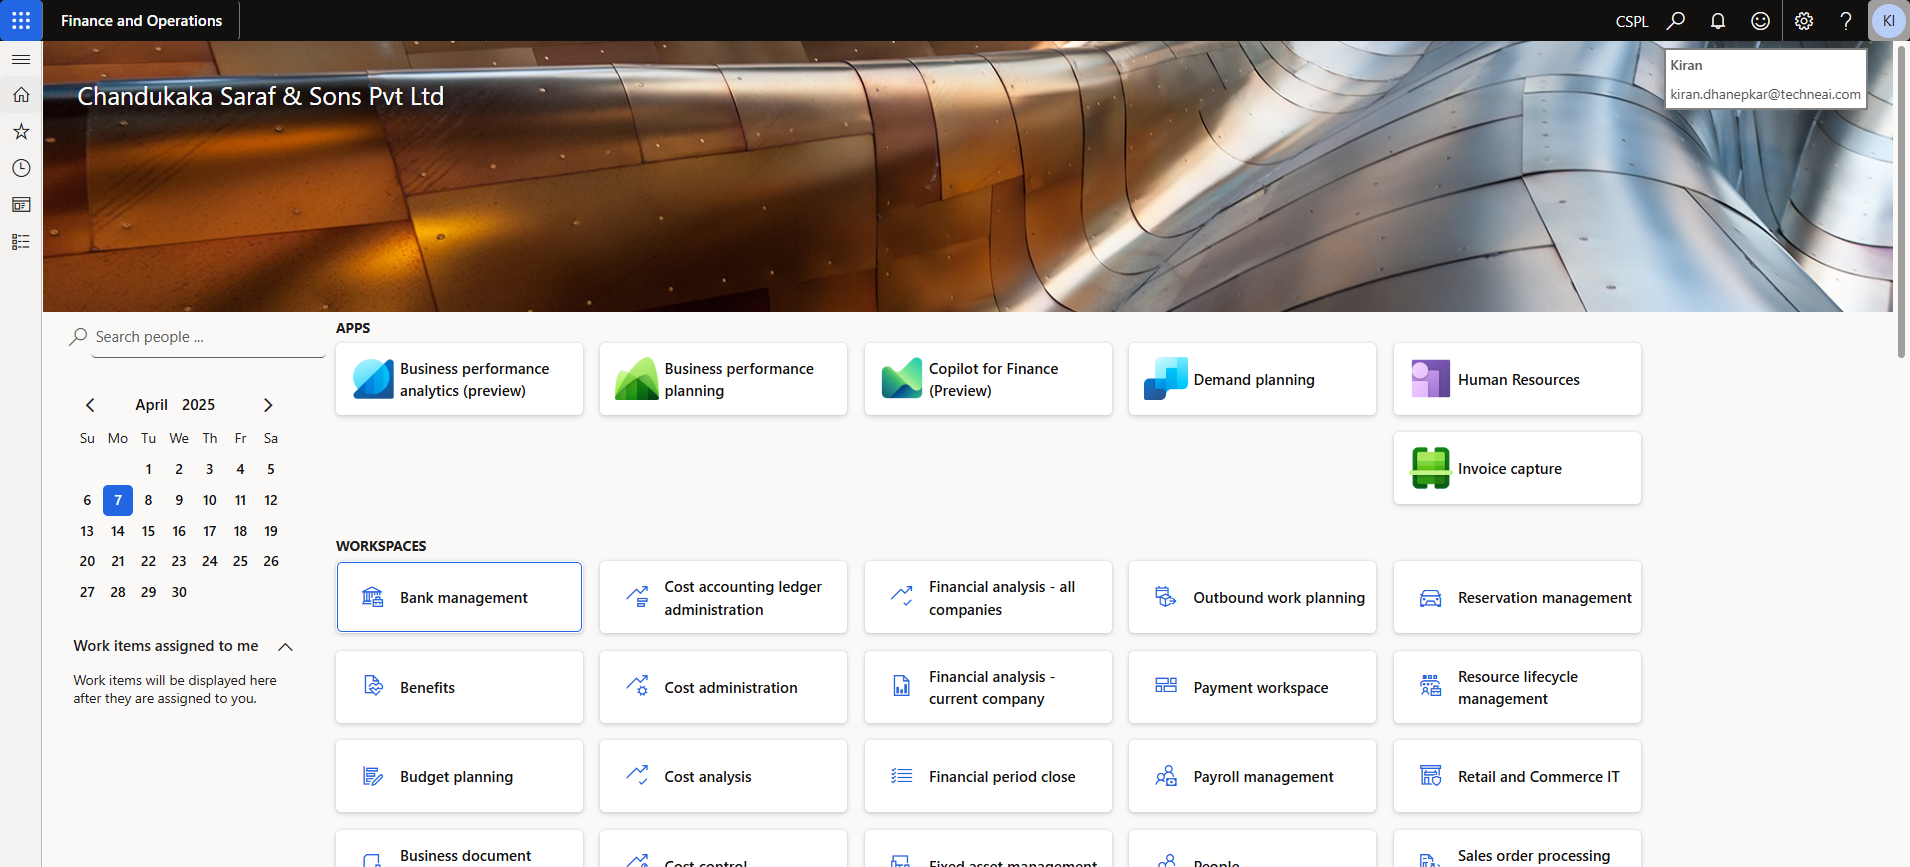 Finance and Operations
CSPL
KI
Kiran
kiran.dhanepkar@techneai.com
Chandukaka Saraf & Sons Pvt Ltd
Search people ...
April 2025
Su Mo Tu We Th Fr Sa
1 2 3 4 5
6 7 8 9 10 11 12
13 14 15 16 17 18 19
20 21 22 23 24 25 26
27 28 29 30
Work items assigned to me
Work items will be displayed here
after they are assigned to you.
APPS
Business performance
analytics (preview)
Business performance
planning
Copilot for Finance
(Preview)
Demand planning
Human Resources
Invoice capture
WORKSPACES
Bank management
Cost accounting ledger
administration
Financial analysis - all
companies
Outbound work planning
Reservation management
Benefits
Cost administration
Financial analysis -
current company
Payment workspace
Resource lifecycle
management
Budget planning
Cost analysis
Financial period close
Payroll management
Retail and Commerce IT
Business document
Cost control
Fixed asset management
People
Sales order processing